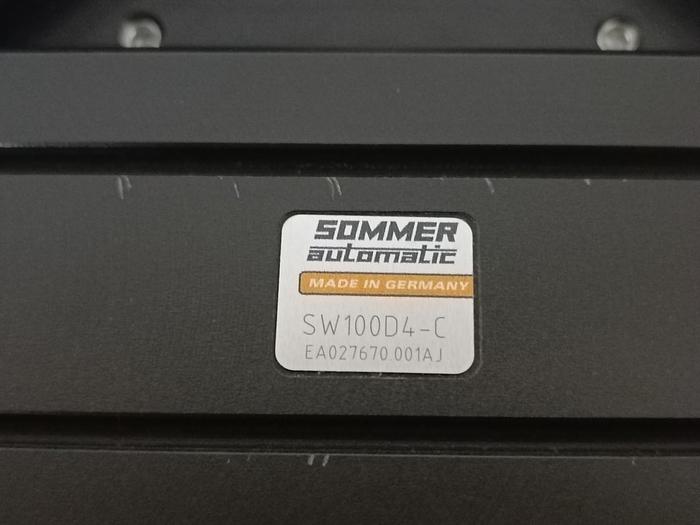 SOMMER
automatic
MADE IN GERMANY
SW100D4-C
EA027670.001AJ